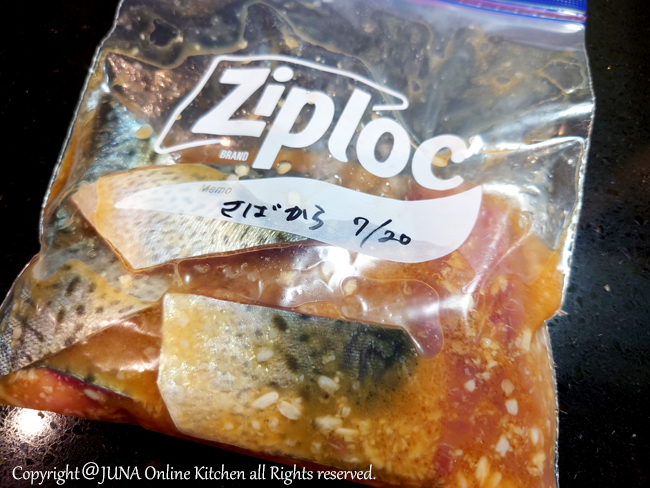 Ziploc
BRAND
Memo
さばから 7/20
Copyright@JUNA Online Kitchen all Rights reserved.